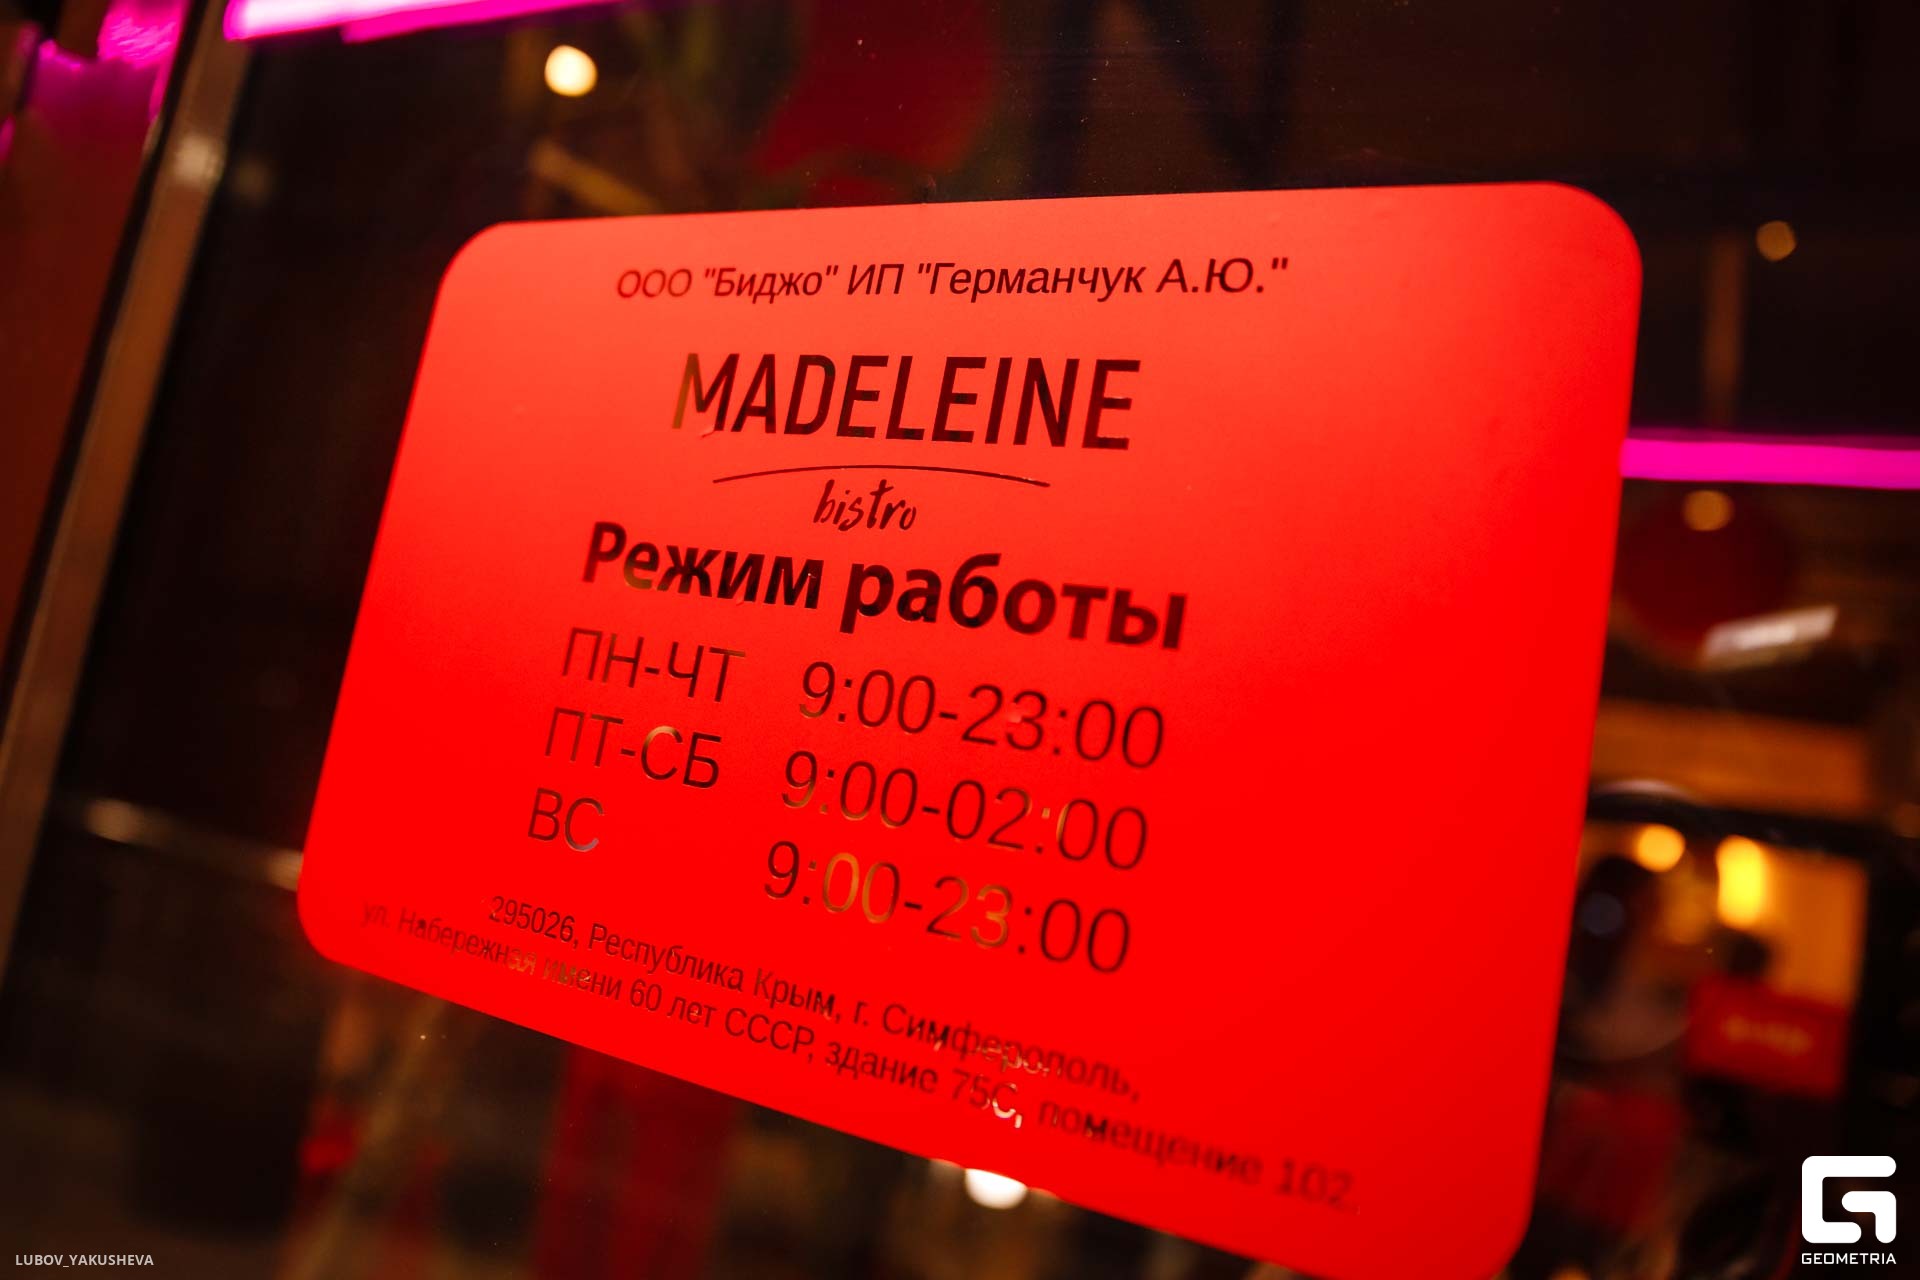 ООО "Биджо" ИП "Германчук А.Ю."
MADELEINE
bistro
Режим работы
ПН-ЧТ 9:00-23:00
ПТ-СБ 9:00-02:00
ВС 9:00-23:00
295026, Республика Крым, г. Симферополь,
ул. Набережная имени 60 лет СССР, здание 75С, помещение 102.
LUBOV_YAKUSHEVA
GEOMETRIA